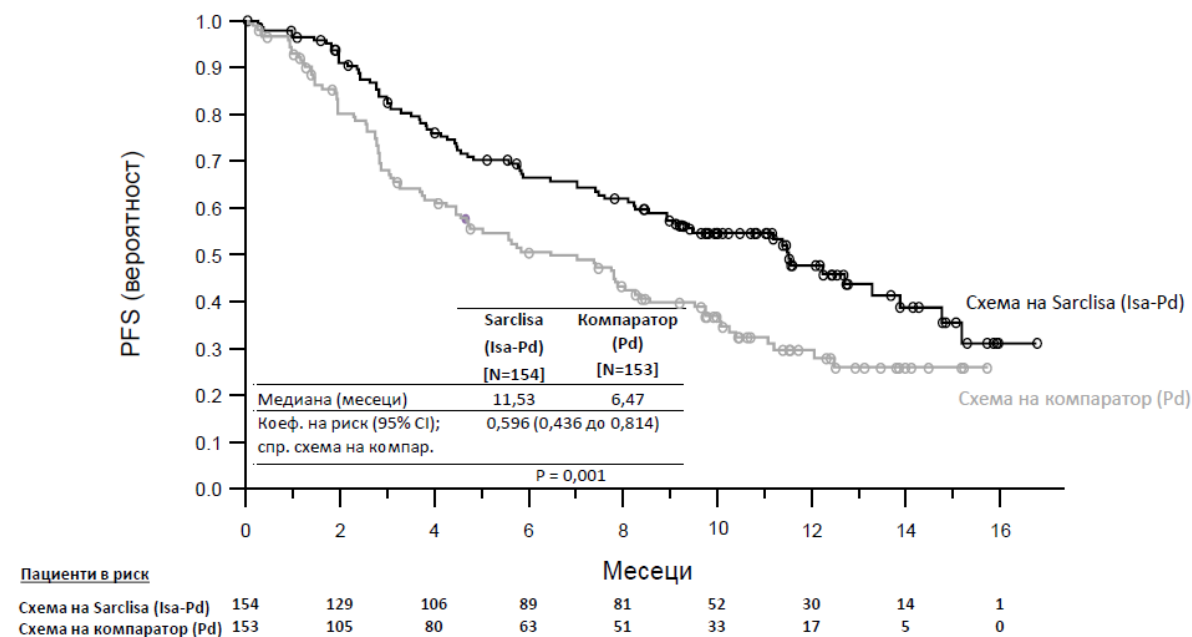 1.0
0.9
0.8
0.7
0.6
0.5
0.4
0.3
0.2
0.1
0.0
PFS (вероятност)
Схема на Sarclisa (Isa-Pd)
Схема на компаратор (Pd)
Sarclisa Компаратор
(Isa-Pd) (Pd)
[N=154] [N=153]
Медиана (месеци) 11,53 6,47
Коеф. на риск (95% CI); 0,596 (0,436 до 0,814)
спр. схема на компар.
P = 0,001
0 2 4 6 8 10 12 14 16
Месеци
Пациенти в риск
Схема на Sarclisa (Isa-Pd) 154 129 106 89 81 52 30 14 1
Схема на компаратор (Pd) 153 105 80 63 51 33 17 5 0